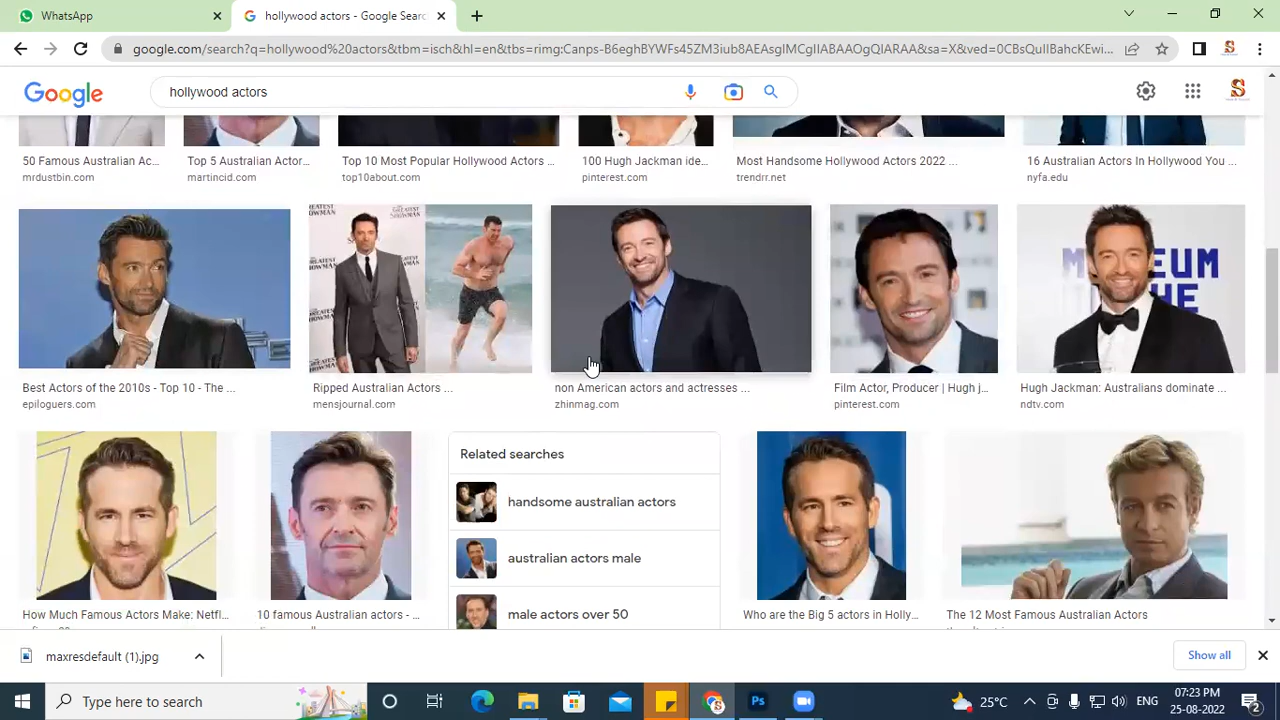 WhatsApp
hollywood actors - Google Sear
google.com/search?q=hollywood%20actors&tbm=isch&hl=en&tbs=rimg:Canps-B6eghBYWFs45ZM3iub8AEAsgIMCgIIABAAOgQIARAA&sa=X&ved=0CBsQuIIBahcKEwi...
Google
hollywood actors
50 Famous Australian Ac...
mrdustbin.com
Top 5 Australian Actor...
martincid.com
Top 10 Most Popular Hollywood Actors ...
top10about.com
100 Hugh Jackman ide...
pinterest.com
Most Handsome Hollywood Actors 2022 ...
trendrr.net
16 Australian Actors In Hollywood You ...
nyfa.edu
GREATEST
SHOWMAN
Best Actors of the 2010s - Top 10 - The ...
epiloguers.com
Ripped Australian Actors ...
mensjournal.com
non American actors and actresses ...
zhinmag.com
Film Actor, Producer | Hugh j...
pinterest.com
Hugh Jackman: Australians dominate ...
ndtv.com
How Much Famous Actors Make: Netfl...
10 famous Australian actors - ...
Related searches
handsome australian actors
australian actors male
male actors over 50
Who are the Big 5 actors in Holly...
The 12 Most Famous Australian Actors
maxresdefault (1).jpg
Show all
Type here to search
Ps
25°C
ENG
07:23 PM
25-08-2022
2